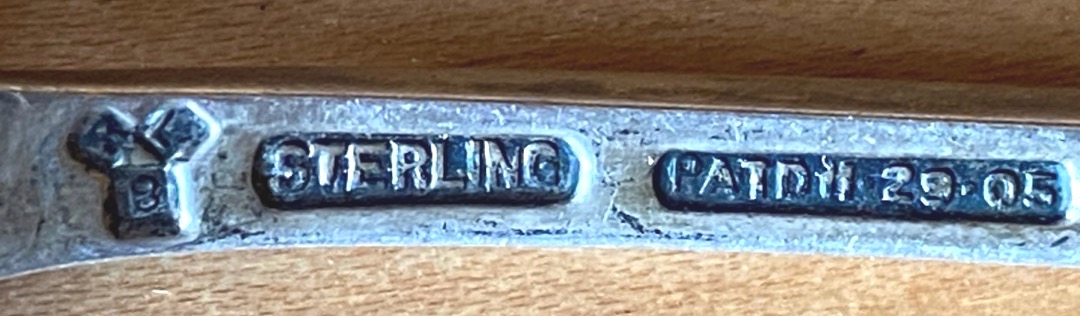 B
STERLING
PATD 11-29-05